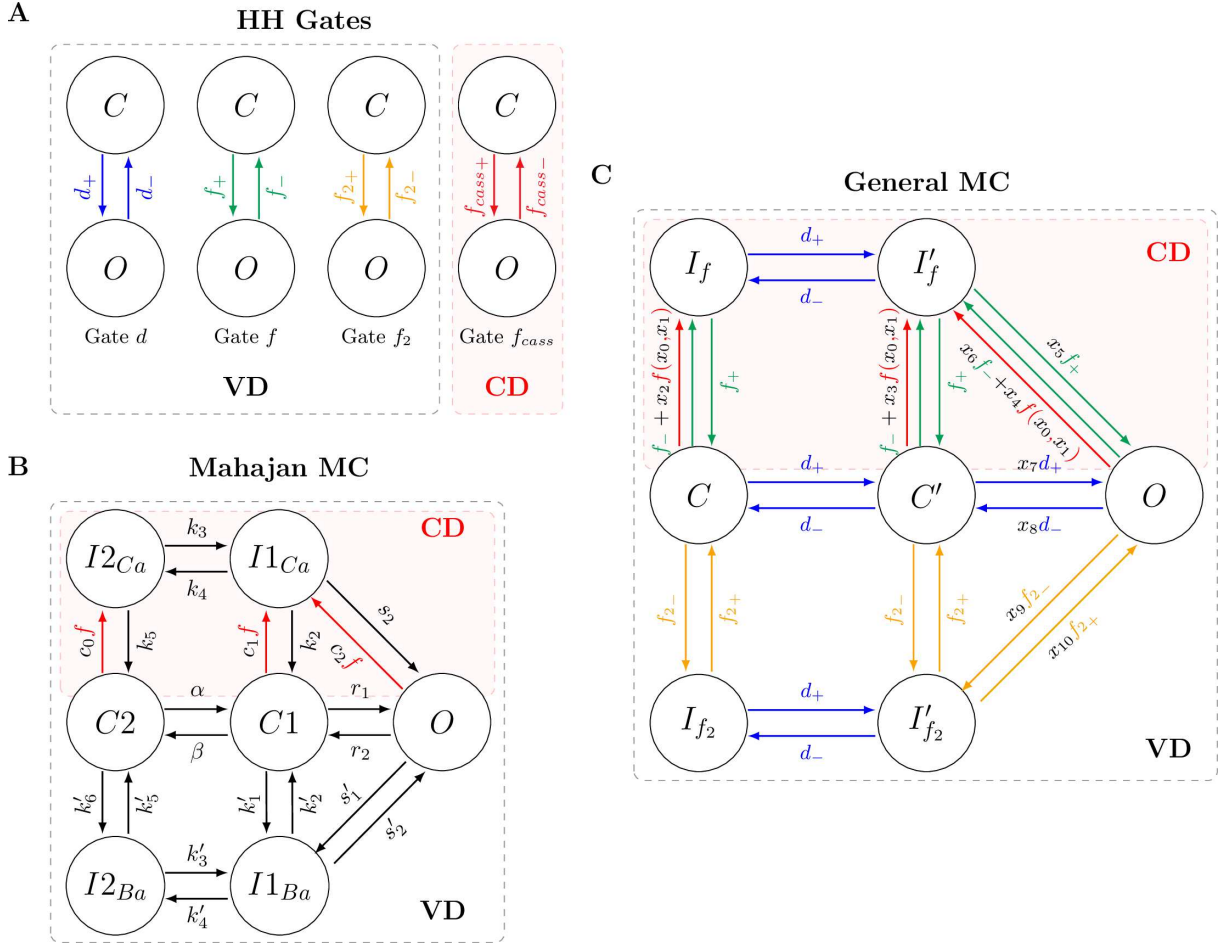 A
HH Gates
C
C
C
C
d+
d−
f+
f−
f2+
f2−
fcass+
fcass−
O
O
O
O
Gate d
Gate f
Gate f2
Gate fcass
VD
CD
B
Mahajan MC
CD
I2Ca
k3
k4
I1Ca
c0f
k5
c1f
k2
s2
c2f
C2
α
β
C1
r1
r2
O
k′6
k′5
k′1
k′2
s′1
s′2
I2Ba
k′3
k′4
I1Ba
VD
C
General MC
CD
If
d+
d−
I′f
f− + x2f(x0,x1)
f+
f− + x3f(x0,x1)
f+
x5f+
x6f−+x4f(x0,x1)
C
d+
d−
C′
x7d+
x8d−
O
f2−
f2+
f2−
f2+
x9f2−
x10f2+
If2
d+
d−
I′f2
VD